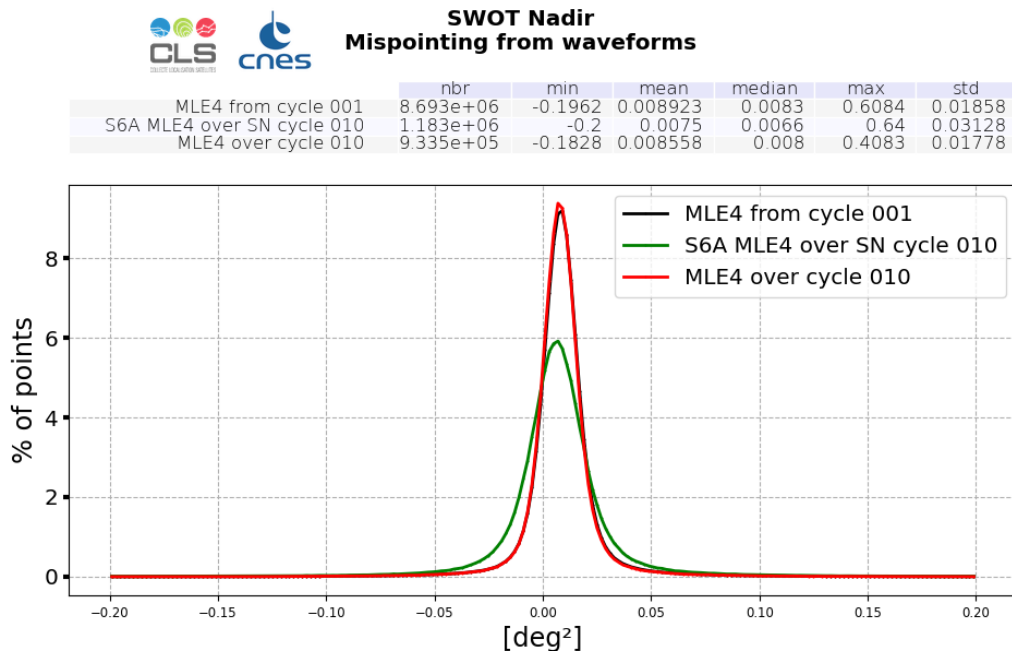 SWOT Nadir
Mispointing from waveforms
CLS
COLLECTE LOCALISATION SATELLITES
cnes
nbr min mean median max std
MLE4 from cycle 001 8.693e+06 -0.1962 0.008923 0.0083 0.6084 0.01858
S6A MLE4 over SN cycle 010 1.183e+06 -0.2 0.0075 0.0066 0.64 0.03128
MLE4 over cycle 010 9.335e+05 -0.1828 0.008558 0.008 0.4083 0.01778
MLE4 from cycle 001
S6A MLE4 over SN cycle 010
MLE4 over cycle 010
% of points
8
6
4
2
0
−0.20 −0.15 −0.10 −0.05 0.00 0.05 0.10 0.15 0.20
[deg²]